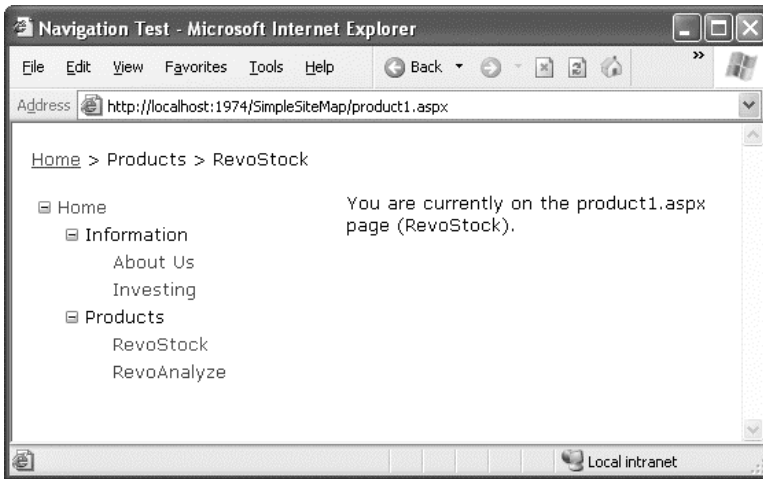 Navigation Test - Microsoft Internet Explorer
File Edit View Favorites Tools Help Back »
Address http://localhost:1974/SimpleSiteMap/product1.aspx
Home > Products > RevoStock
Home
Information
About Us
Investing
Products
RevoStock
RevoAnalyze
You are currently on the product1.aspx
page (RevoStock).
Local intranet